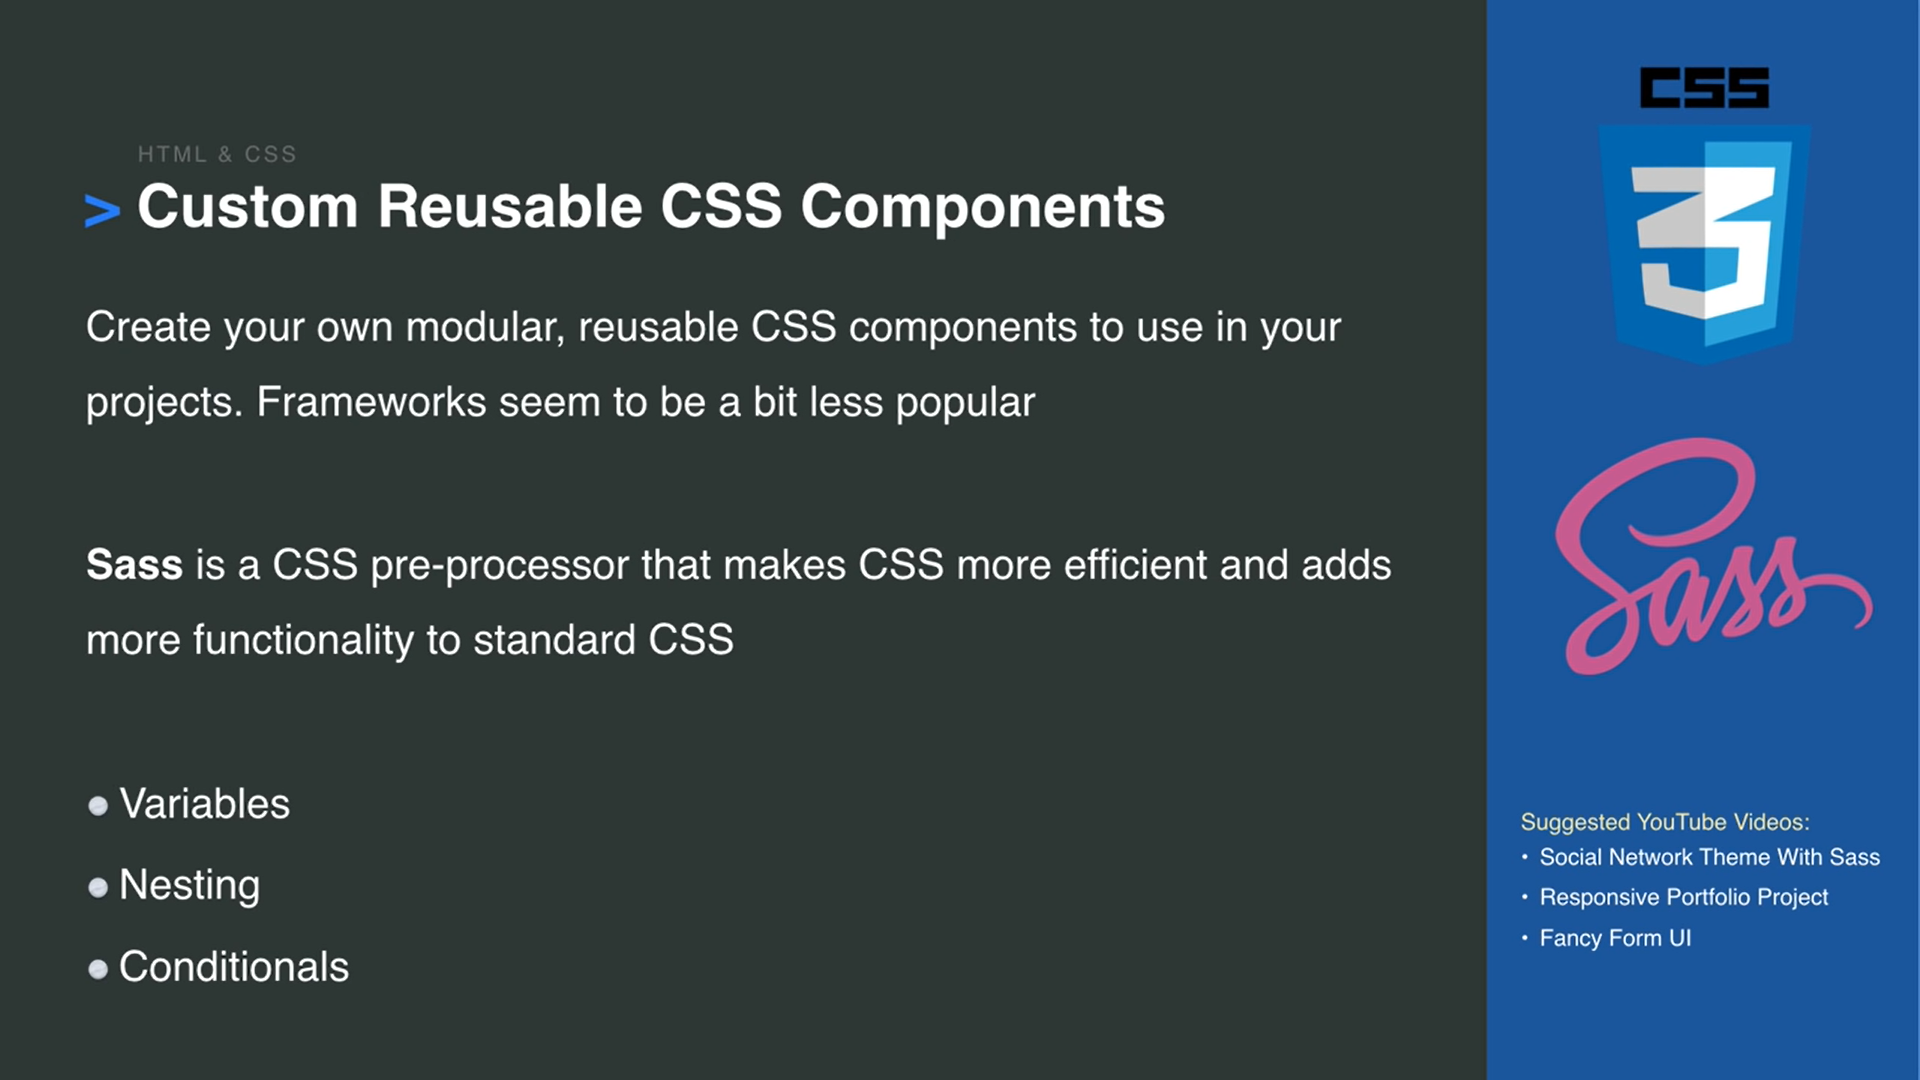 HTML & CSS
> Custom Reusable CSS Components
Create your own modular, reusable CSS components to use in your
projects. Frameworks seem to be a bit less popular
Sass is a CSS pre-processor that makes CSS more efficient and adds
more functionality to standard CSS
• Variables
• Nesting
• Conditionals
CSS
3
Sass
Suggested YouTube Videos:
• Social Network Theme With Sass
• Responsive Portfolio Project
• Fancy Form UI